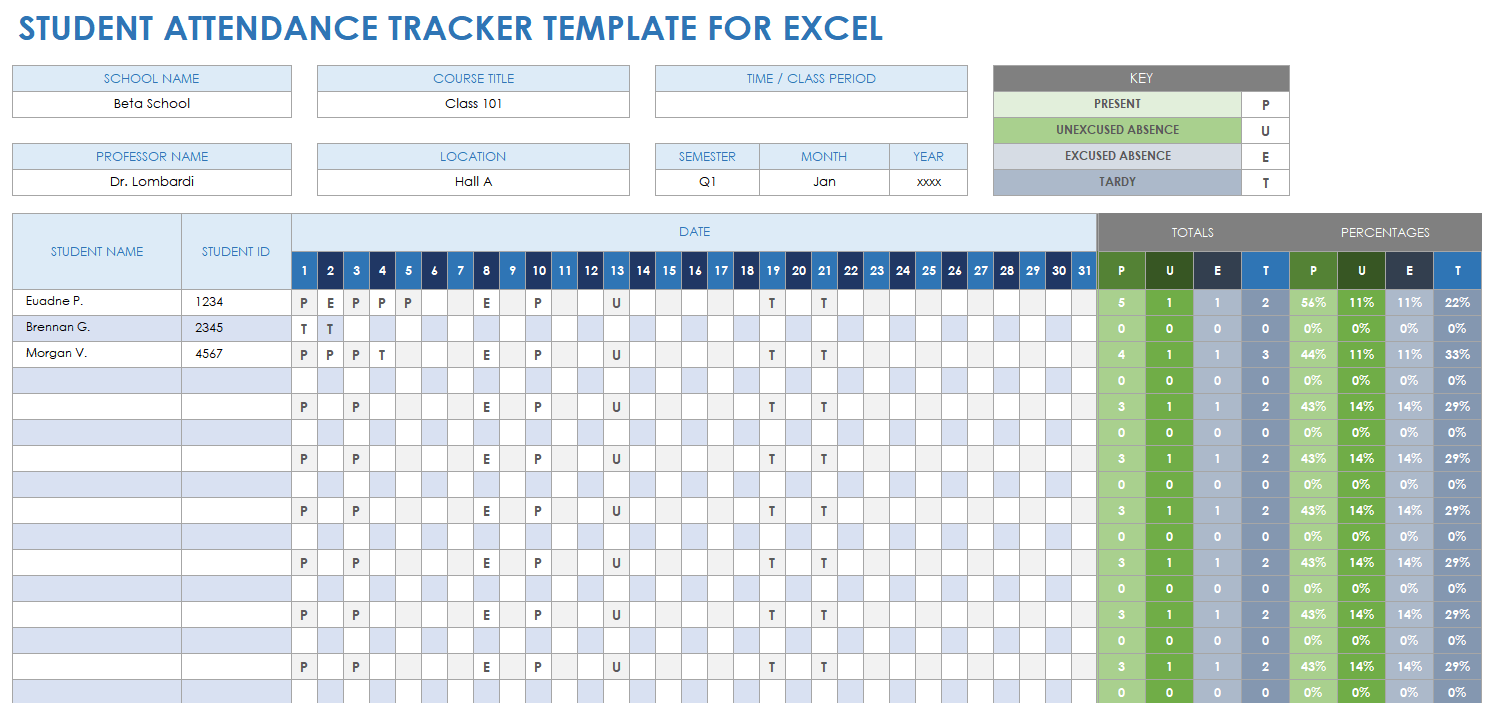 STUDENT ATTENDANCE TRACKER TEMPLATE FOR EXCEL
SCHOOL NAME COURSE TITLE TIME / CLASS PERIOD KEY
Beta School Class 101 PRESENT P
UNEXCUSED ABSENCE U
PROFESSOR NAME LOCATION SEMESTER MONTH YEAR EXCUSED ABSENCE E
Dr. Lombardi Hall A Q1 Jan xxxx TARDY T
STUDENT NAME STUDENT ID DATE TOTALS PERCENTAGES
1 2 3 4 5 6 7 8 9 10 11 12 13 14 15 16 17 18 19 20 21 22 23 24 25 26 27 28 29 30 31 P U E T P U E T
Euadne P. 1234 P E P P P E P U T T 5 1 1 2 56% 11% 11% 22%
Brennan G. 2345 T T 0 0 0 0 0% 0% 0% 0%
Morgan V. 4567 P P P T E P U T T 4 1 1 3 44% 11% 11% 33%
0 0 0 0 0% 0% 0% 0%
P P E P U T T 3 1 1 2 43% 14% 14% 29%
0 0 0 0 0% 0% 0% 0%
P P E P U T T 3 1 1 2 43% 14% 14% 29%
0 0 0 0 0% 0% 0% 0%
P P E P U T T 3 1 1 2 43% 14% 14% 29%
0 0 0 0 0% 0% 0% 0%
P P E P U T T 3 1 1 2 43% 14% 14% 29%
0 0 0 0 0% 0% 0% 0%
P P E P U T T 3 1 1 2 43% 14% 14% 29%
0 0 0 0 0% 0% 0% 0%
P P E P U T T 3 1 1 2 43% 14% 14% 29%
0 0 0 0 0% 0% 0% 0%